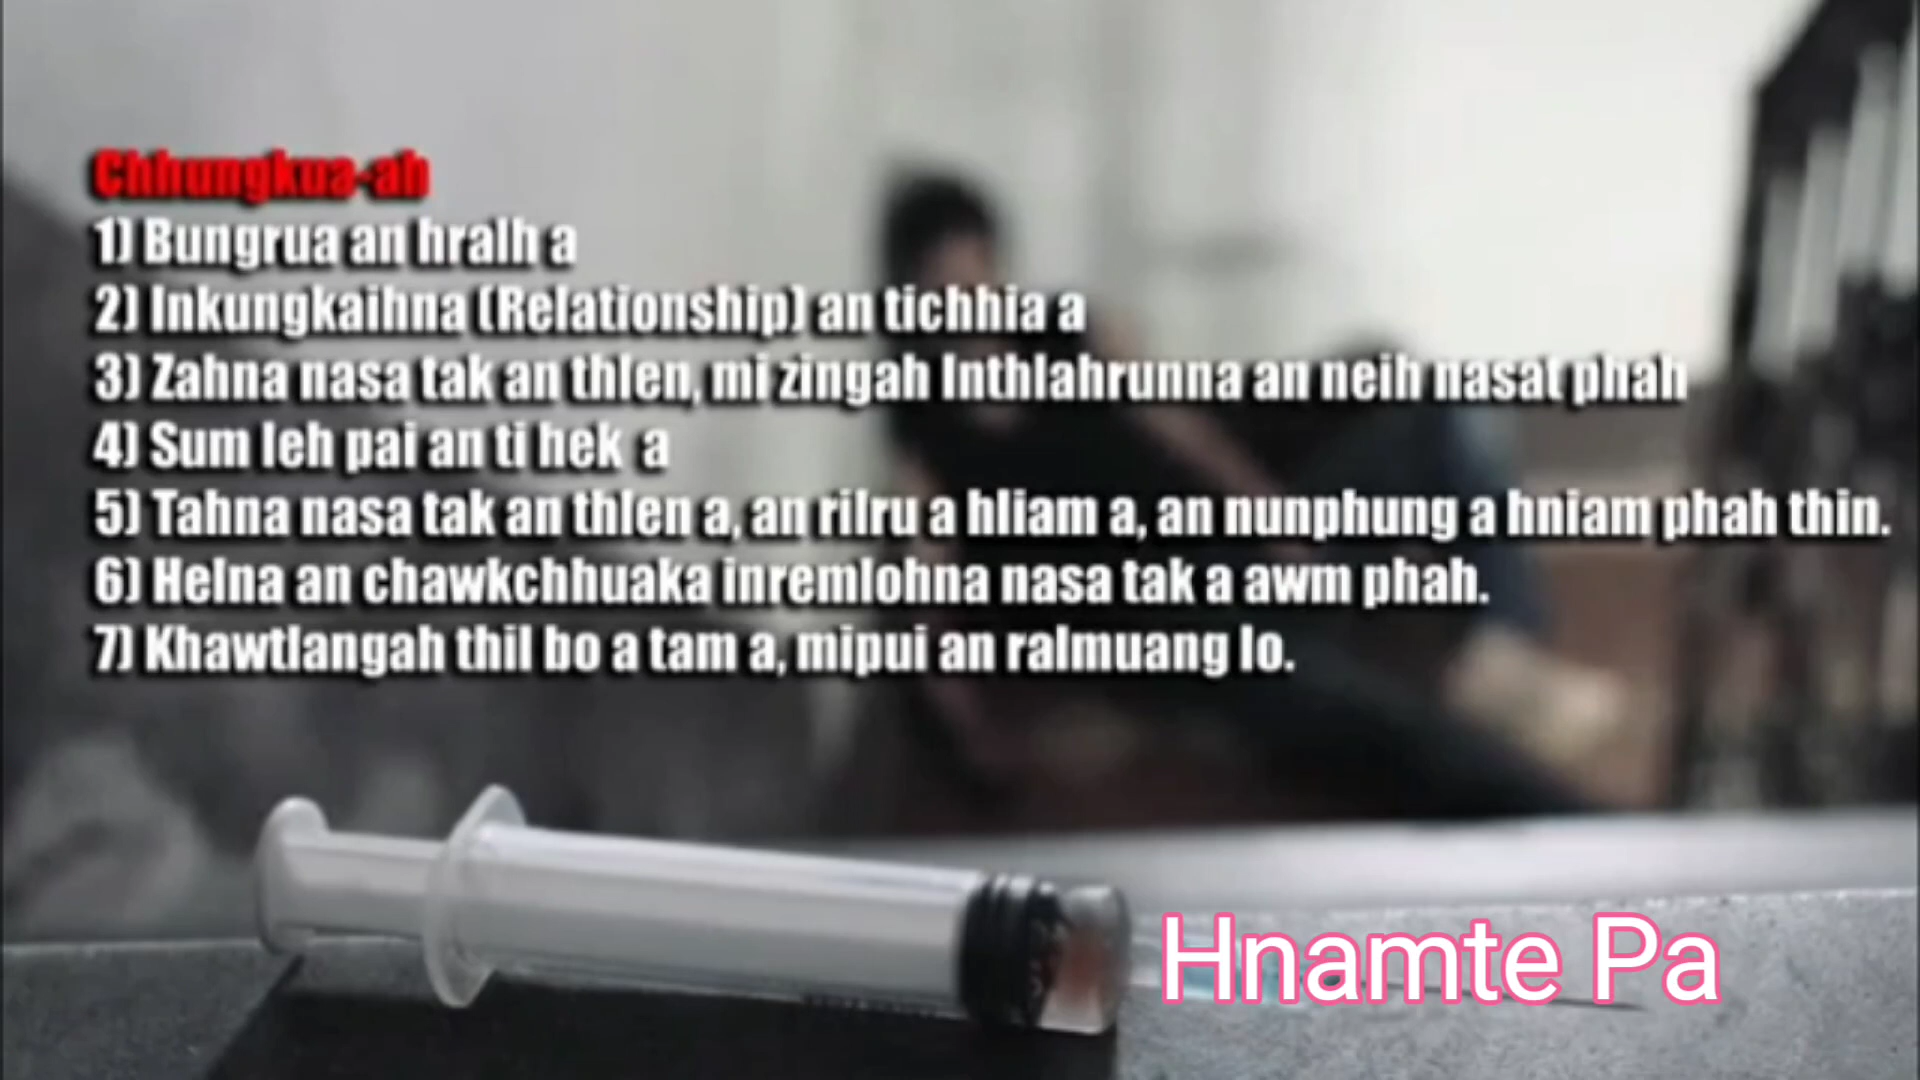 Chhungkua-ah
1) Bungrua an hralh a
2) Inkungkaihna (Relationship) an tichhia a
3) Zahna nasa tak an thlen, mi zingah Inthlahrunna an neih nasat phah
4) Sum leh pai an ti hek a
5) Tahna nasa tak an thlen a, an rilru a hliam a, an nunphung a hniam phah thin.
6) Helna an chawkchhuaka inremlohna nasa tak a awm phah.
7) Khawtlangah thil bo a tam a, mipui an ralmuang lo.
Hnamte Pa